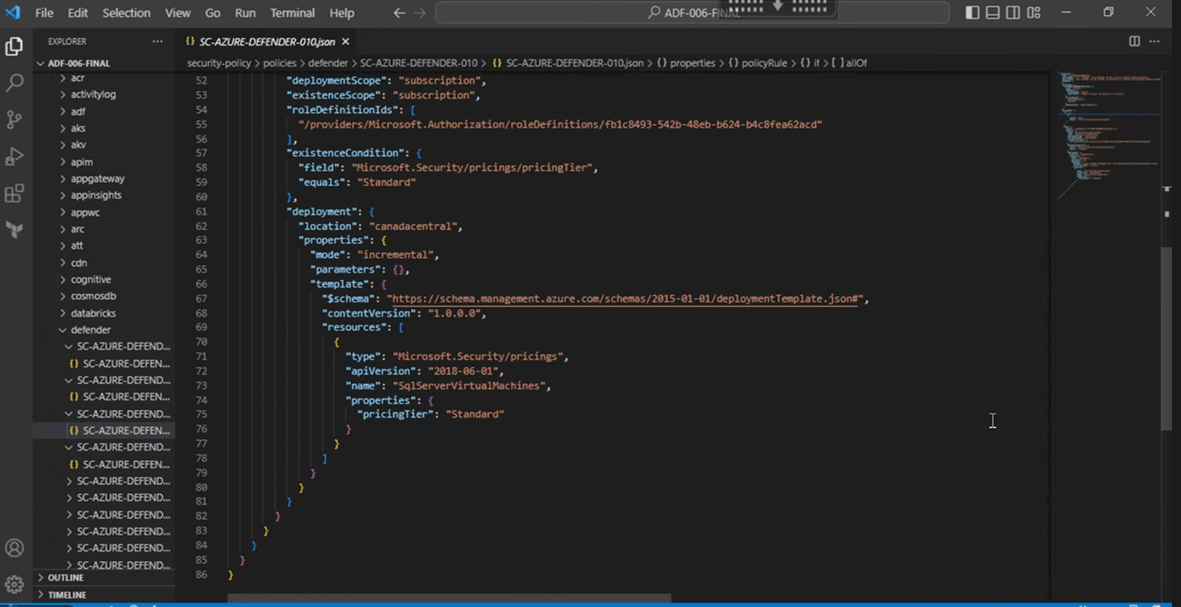 File Edit Selection View Go Run Terminal Help
ADF-006-FINAL
EXPLORER
SC-AZURE-DEFENDER-010.json
ADF-006-FINAL
security-policy > policies > defender > SC-AZURE-DEFENDER-010 > {} SC-AZURE-DEFENDER-010.json > {} properties > {} policyRule > {} if > [ ] allOf
acr
activitylog
adf
aks
akv
apim
appgateway
appinsights
appwc
arc
att
cdn
cognitive
cosmosdb
databricks
defender
SC-AZURE-DEFEND...
{} SC-AZURE-DEFEN...
SC-AZURE-DEFEND...
{} SC-AZURE-DEFEN...
SC-AZURE-DEFEND...
{} SC-AZURE-DEFEN...
SC-AZURE-DEFEND...
{} SC-AZURE-DEFEN...
SC-AZURE-DEFEND...
SC-AZURE-DEFEND...
SC-AZURE-DEFEND...
SC-AZURE-DEFEND...
SC-AZURE-DEFEND...
SC-AZURE-DEFEND...
OUTLINE
TIMELINE
52 "deploymentScope": "subscription",
53 "existenceScope": "subscription",
54 "roleDefinitionIds": [
55 "/providers/Microsoft.Authorization/roleDefinitions/fb1c8493-542b-48eb-b624-b4c8fea62acd"
56 ],
57 "existenceCondition": {
58 "field": "Microsoft.Security/pricings/pricingTier",
59 "equals": "Standard"
60 },
61 "deployment": {
62 "location": "canadacentral",
63 "properties": {
64 "mode": "incremental",
65 "parameters": {},
66 "template": {
67 "$schema": "https://schema.management.azure.com/schemas/2015-01-01/deploymentTemplate.json#",
68 "contentVersion": "1.0.0.0",
69 "resources": [
70 {
71 "type": "Microsoft.Security/pricings",
72 "apiVersion": "2018-06-01",
73 "name": "SqlServerVirtualMachines",
74 "properties": {
75 "pricingTier": "Standard"
76 }
77 }
78 ]
79 }
80 }
81 }
82 }
83 }
84 }
85 }
86 }